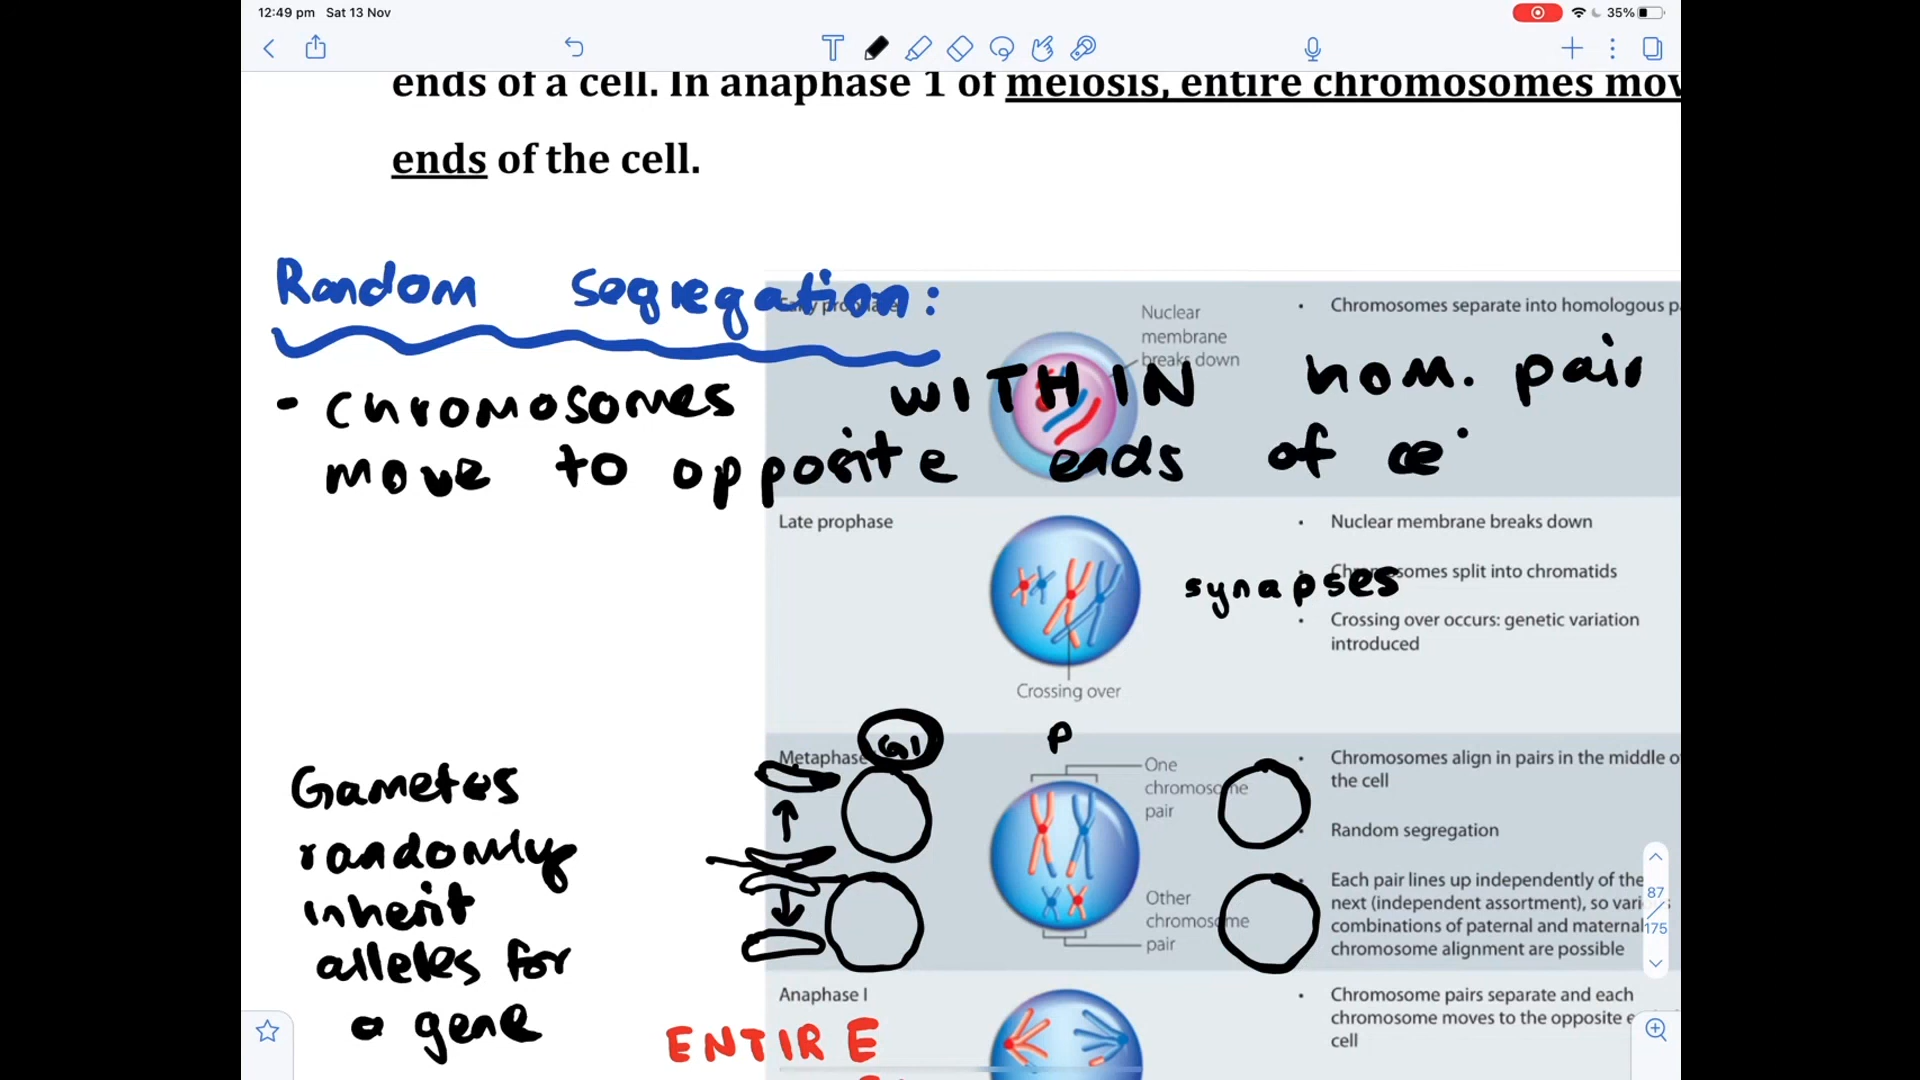 12:49 pm Sat 13 Nov
35%
ends of a cell. In anaphase 1 of meiosis, entire chromosomes mov
ends of the cell.
Random segregation:
Nuclear
membrane
breaks down
• Chromosomes separate into homologous p
- chromosomes WITHIN hom. pair
move to opposite ends of ce
Late prophase
• Nuclear membrane breaks down
synapses
• Chromosomes split into chromatids
• Crossing over occurs: genetic variation
introduced
Crossing over
G1
P
Metaphase
One
chromosome
pair
• Chromosomes align in pairs in the middle o
the cell
• Random segregation
Other
chromosome
pair
• Each pair lines up independently of the
next (independent assortment), so
combinations of paternal and maternal
chromosome alignment are possible
87
175
Gametes
randomly
inherit
alleles for
a gene
Anaphase I
• Chromosome pairs separate and each
chromosome moves to the opposite
cell
ENTIRE